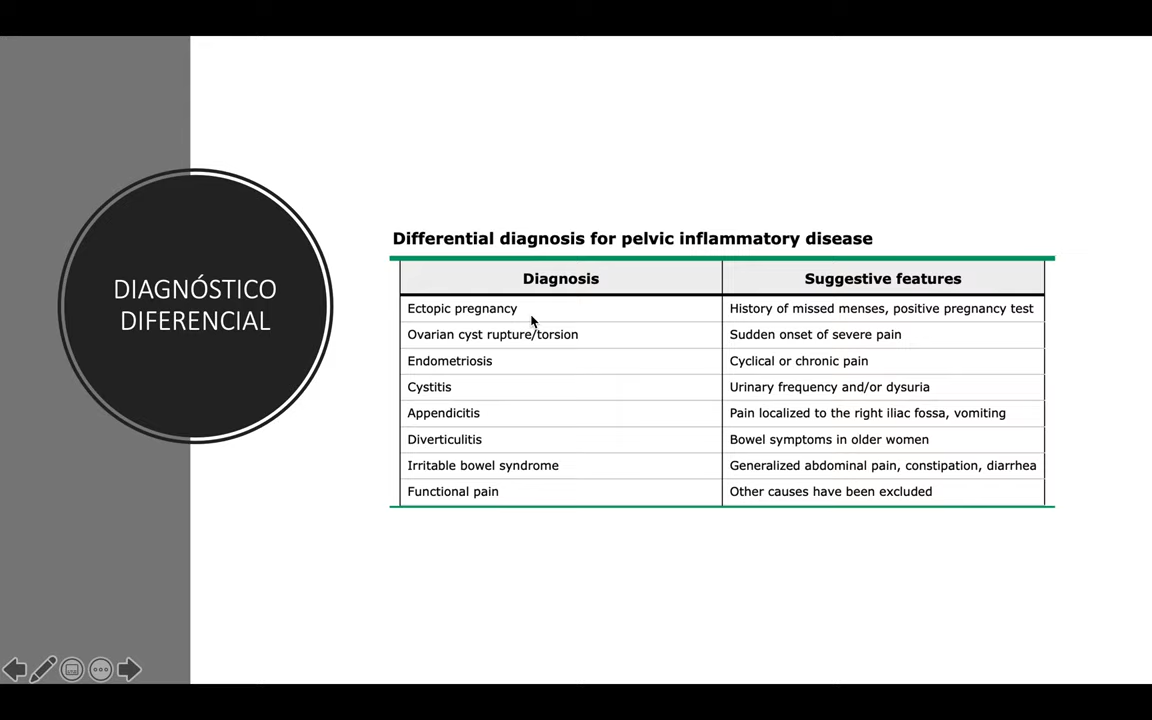 DIAGNÓSTICO
DIFERENCIAL
Differential diagnosis for pelvic inflammatory disease
Diagnosis Suggestive features
Ectopic pregnancy History of missed menses, positive pregnancy test
Ovarian cyst rupture/torsion Sudden onset of severe pain
Endometriosis Cyclical or chronic pain
Cystitis Urinary frequency and/or dysuria
Appendicitis Pain localized to the right iliac fossa, vomiting
Diverticulitis Bowel symptoms in older women
Irritable bowel syndrome Generalized abdominal pain, constipation, diarrhea
Functional pain Other causes have been excluded